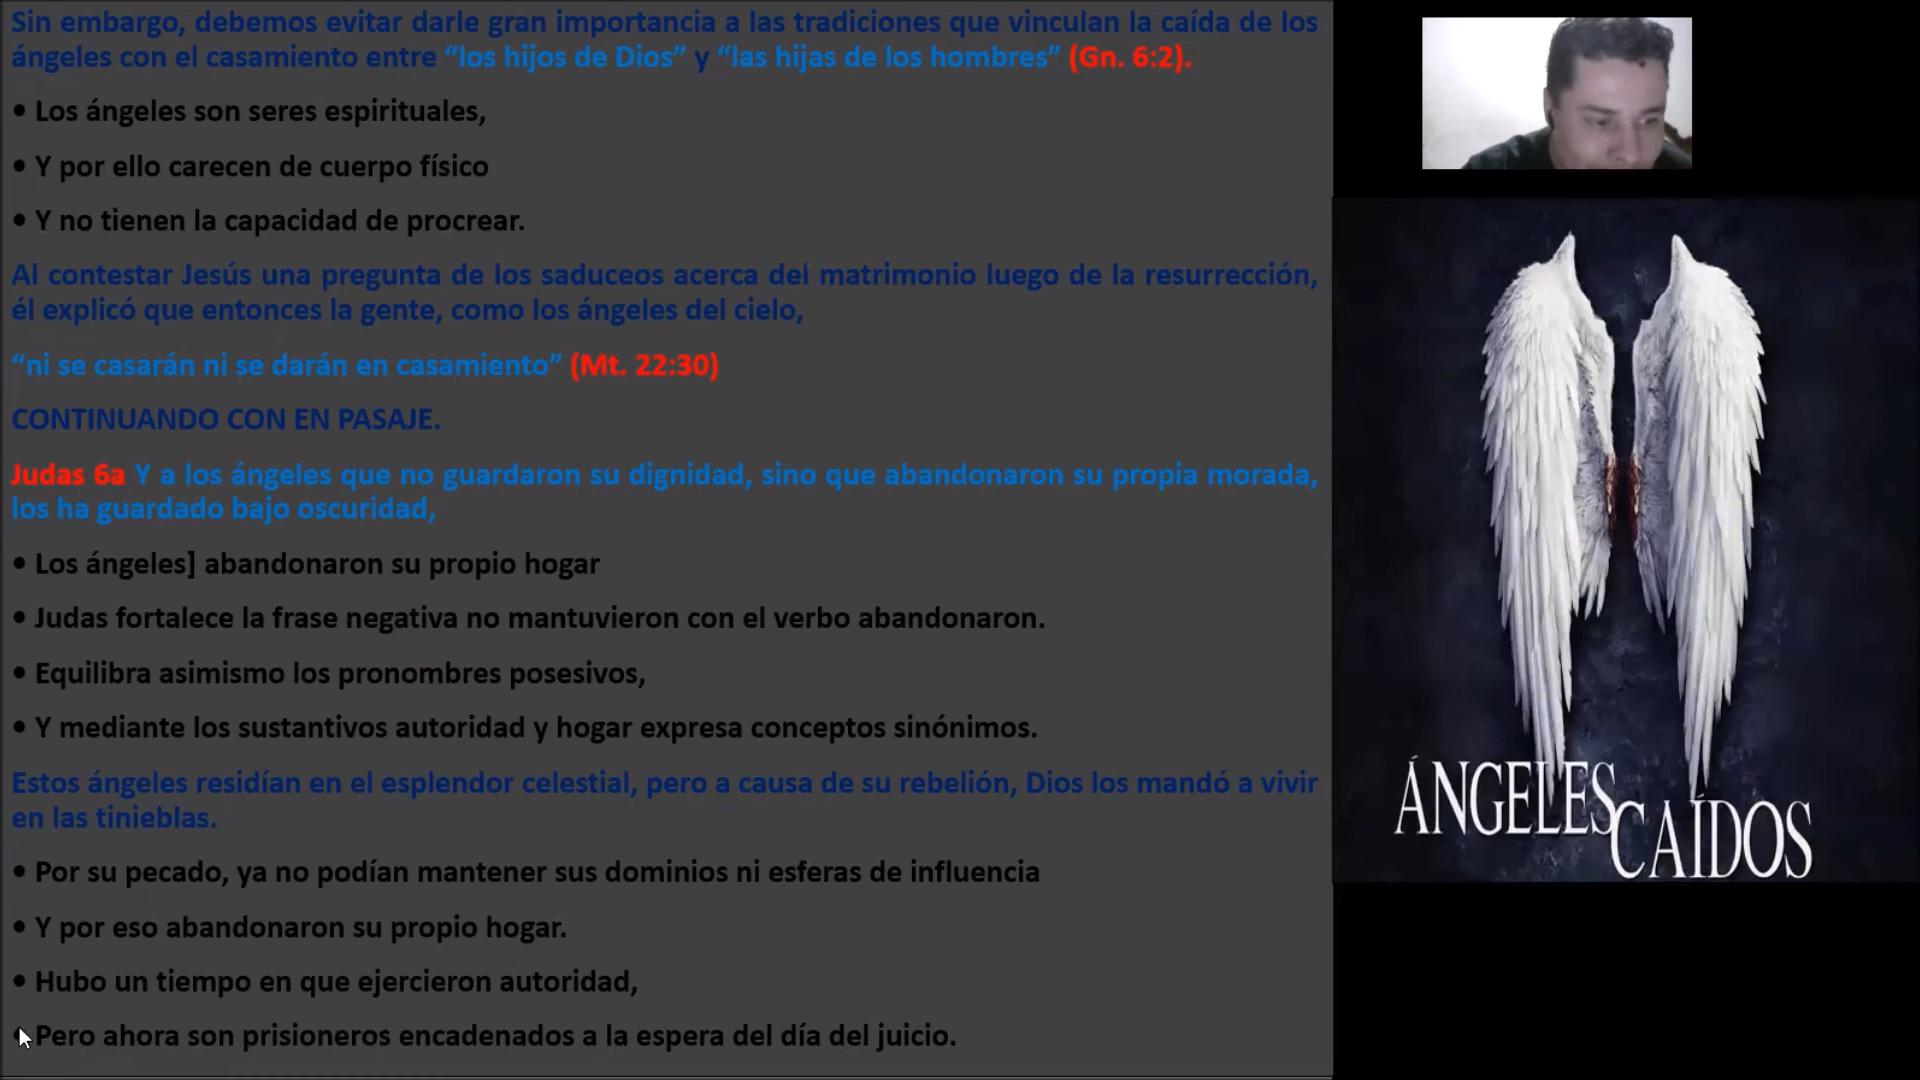 Sin embargo, debemos evitar darle gran importancia a las tradiciones que vinculan la caída de los
ángeles con el casamiento entre “los hijos de Dios” y “las hijas de los hombres” (Gn. 6:2).
• Los ángeles son seres espirituales,
• Y por ello carecen de cuerpo físico
• Y no tienen la capacidad de procrear.
Al contestar Jesús una pregunta de los saduceos acerca del matrimonio luego de la resurrección,
él explicó que entonces la gente, como los ángeles del cielo,
“ni se casarán ni se darán en casamiento” (Mt. 22:30)
CONTINUANDO CON EN PASAJE.
Judas 6a Y a los ángeles que no guardaron su dignidad, sino que abandonaron su propia morada,
los ha guardado bajo oscuridad,
• Los ángeles] abandonaron su propio hogar
• Judas fortalece la frase negativa no mantuvieron con el verbo abandonaron.
• Equilibra asimismo los pronombres posesivos,
• Y mediante los sustantivos autoridad y hogar expresa conceptos sinónimos.
Estos ángeles residían en el esplendor celestial, pero a causa de su rebelión, Dios los mandó a vivir
en las tinieblas.
• Por su pecado, ya no podían mantener sus dominios ni esferas de influencia
• Y por eso abandonaron su propio hogar.
• Hubo un tiempo en que ejercieron autoridad,
• Pero ahora son prisioneros encadenados a la espera del día del juicio.
ÁNGELES
CAÍDOS